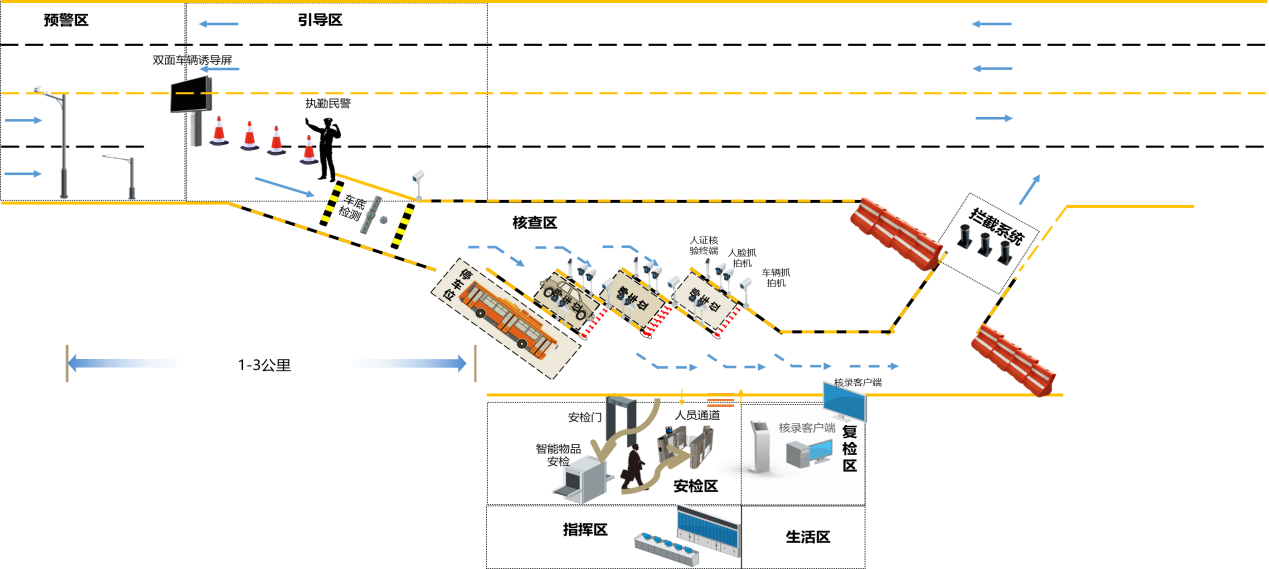 预警区
引导区
双面车辆诱导屏
执勤民警
车底
检测
核查区
人证核
验终端
人脸抓
拍机
车辆抓
拍机
拦截系统
停车位
停车位
停车位
停车位
1-3公里
核录客户端
安检门
人员通道
核录客户端
复检区
智能物品
安检
安检区
指挥区
生活区